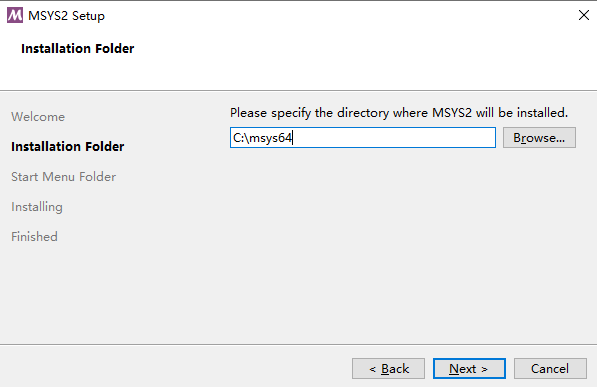 MSYS2 Setup
Installation Folder
Welcome
Installation Folder
Start Menu Folder
Installing
Finished
Please specify the directory where MSYS2 will be installed.
C:\msys64
Browse...
< Back
Next >
Cancel